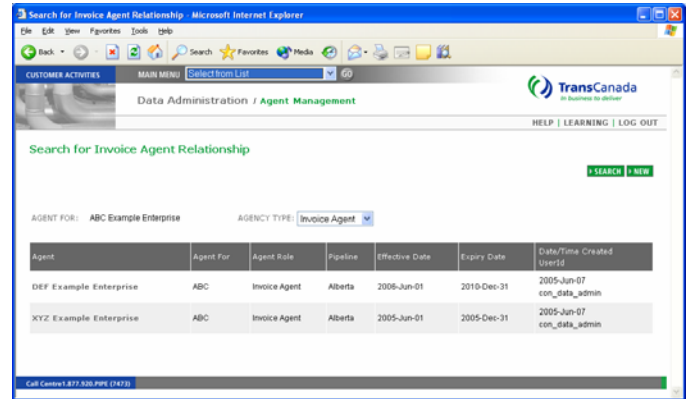 Search for Invoice Agent Relationship - Microsoft Internet Explorer
File Edit View Favorites Tools Help
Back Search Favorites Media
CUSTOMER ACTIVITIES MAIN MENU Select from List GO
TransCanada
In business to deliver
Data Administration / Agent Management
HELP | LEARNING | LOG OUT
Search for Invoice Agent Relationship
SEARCH NEW
AGENT FOR: ABC Example Enterprise AGENCY TYPE: Invoice Agent
Agent Agent For Agent Role Pipeline Effective Date Expiry Date Date/Time Created
UserId
DEF Example Enterprise ABC Invoice Agent Alberta 2006-Jun-01 2010-Dec-31 2005-Jun-07
con_data_admin
XYZ Example Enterprise ABC Invoice Agent Alberta 2005-Jun-01 2005-Dec-31 2005-Jun-07
con_data_admin
Call Centre1.877.920.PIPE (7473)